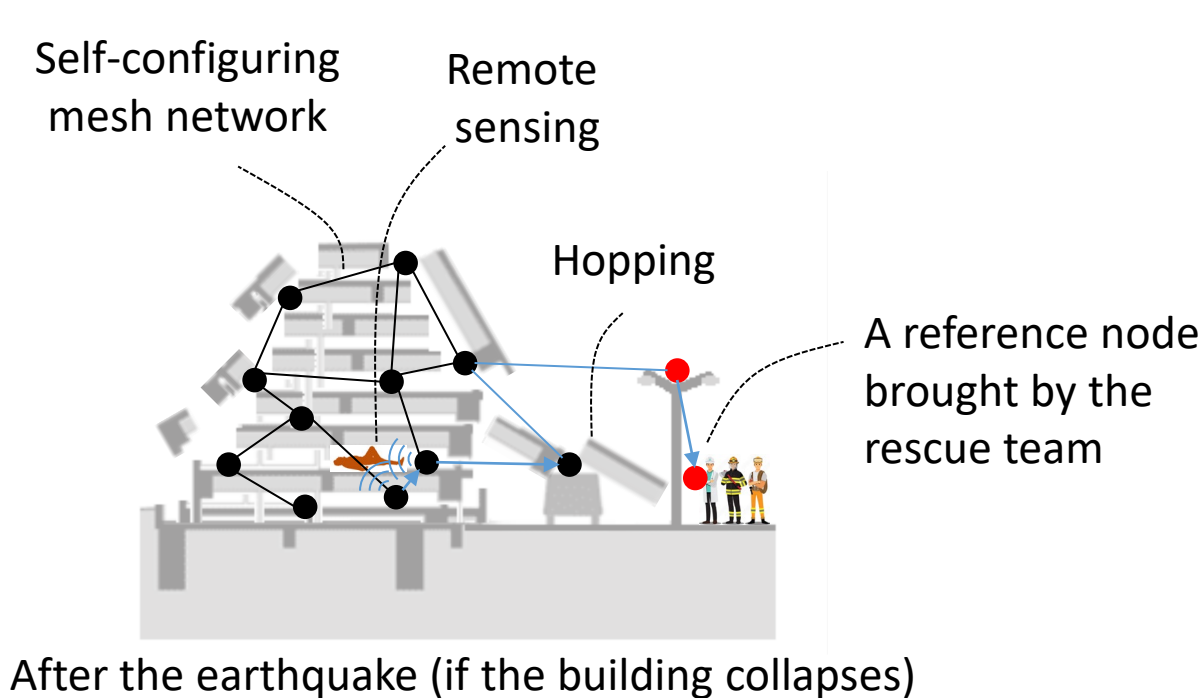 Self-configuring
mesh network
Remote
sensing
Hopping
A reference node
brought by the
rescue team
After the earthquake (if the building collapses)